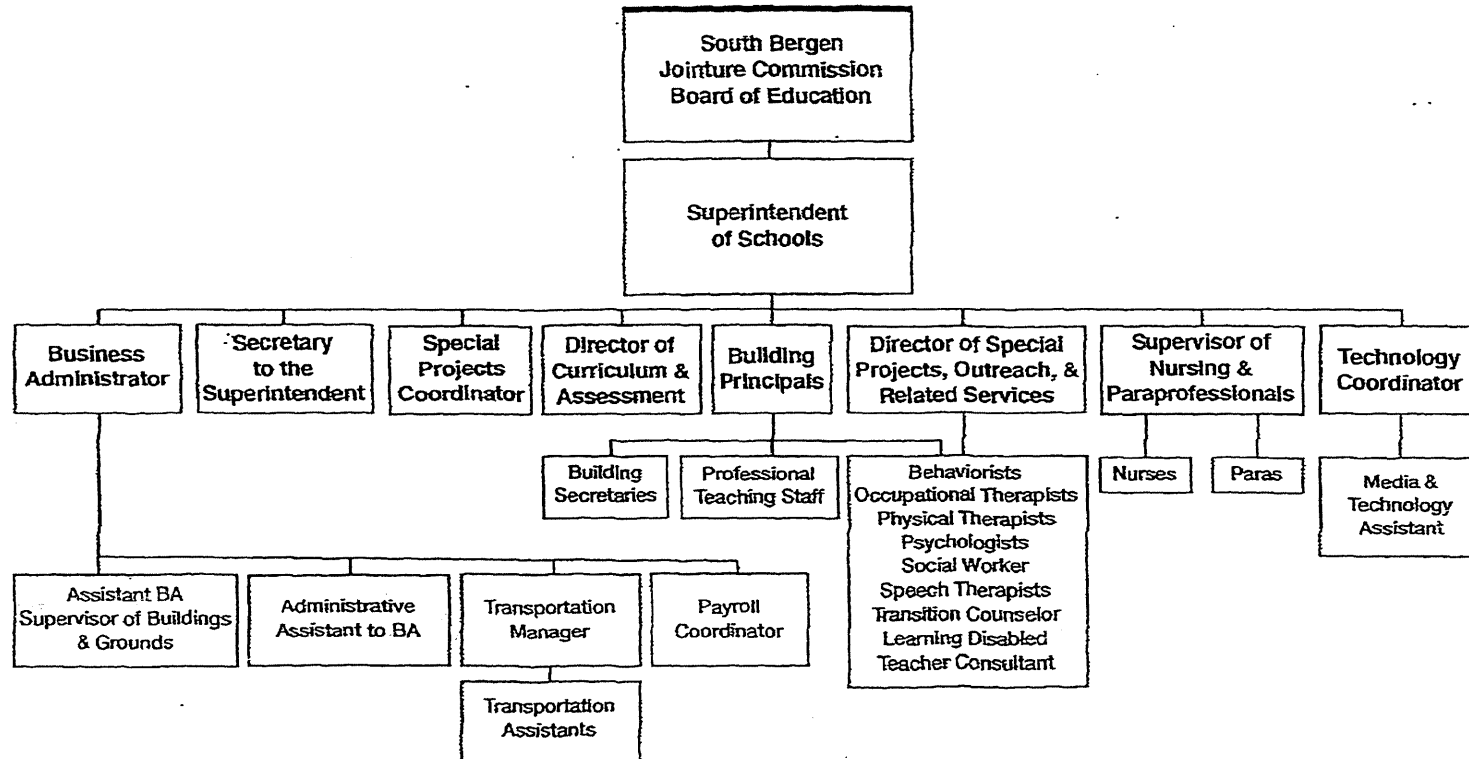 South Bergen
Jointure Commission
Board of Education
Superintendent
of Schools
Business
Administrator
Secretary
to the
Superintendent
Special
Projects
Coordinator
Director of
Curriculum &
Assessment
Building
Principals
Director of Special
Projects, Outreach, &
Related Services
Supervisor of
Nursing &
Paraprofessionals
Technology
Coordinator
Building
Secretaries
Professional
Teaching Staff
Behaviorists
Occupational Therapists
Physical Therapists
Psychologists
Social Worker
Speech Therapists
Transition Counselor
Learning Disabled
Teacher Consultant
Nurses
Paras
Media &
Technology
Assistant
Assistant BA
Supervisor of Buildings
& Grounds
Administrative
Assistant to BA
Transportation
Manager
Payroll
Coordinator
Transportation
Assistants